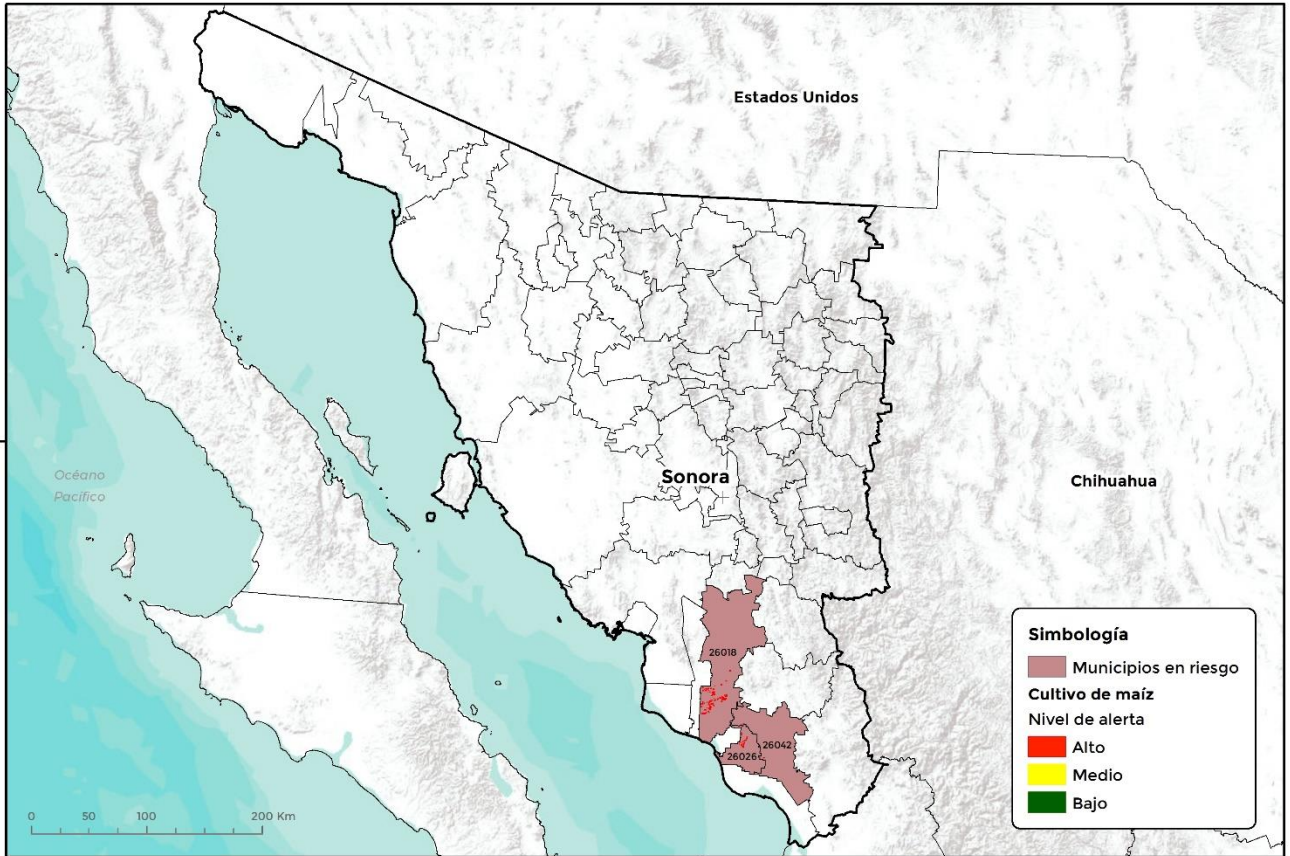 Estados Unidos
Océano
Pacífico
Sonora
Chihuahua
26018
26042
26026
Simbología
Municipios en riesgo
Cultivo de maíz
Nivel de alerta
Alto
Medio
Bajo
0 50 100 200 Km